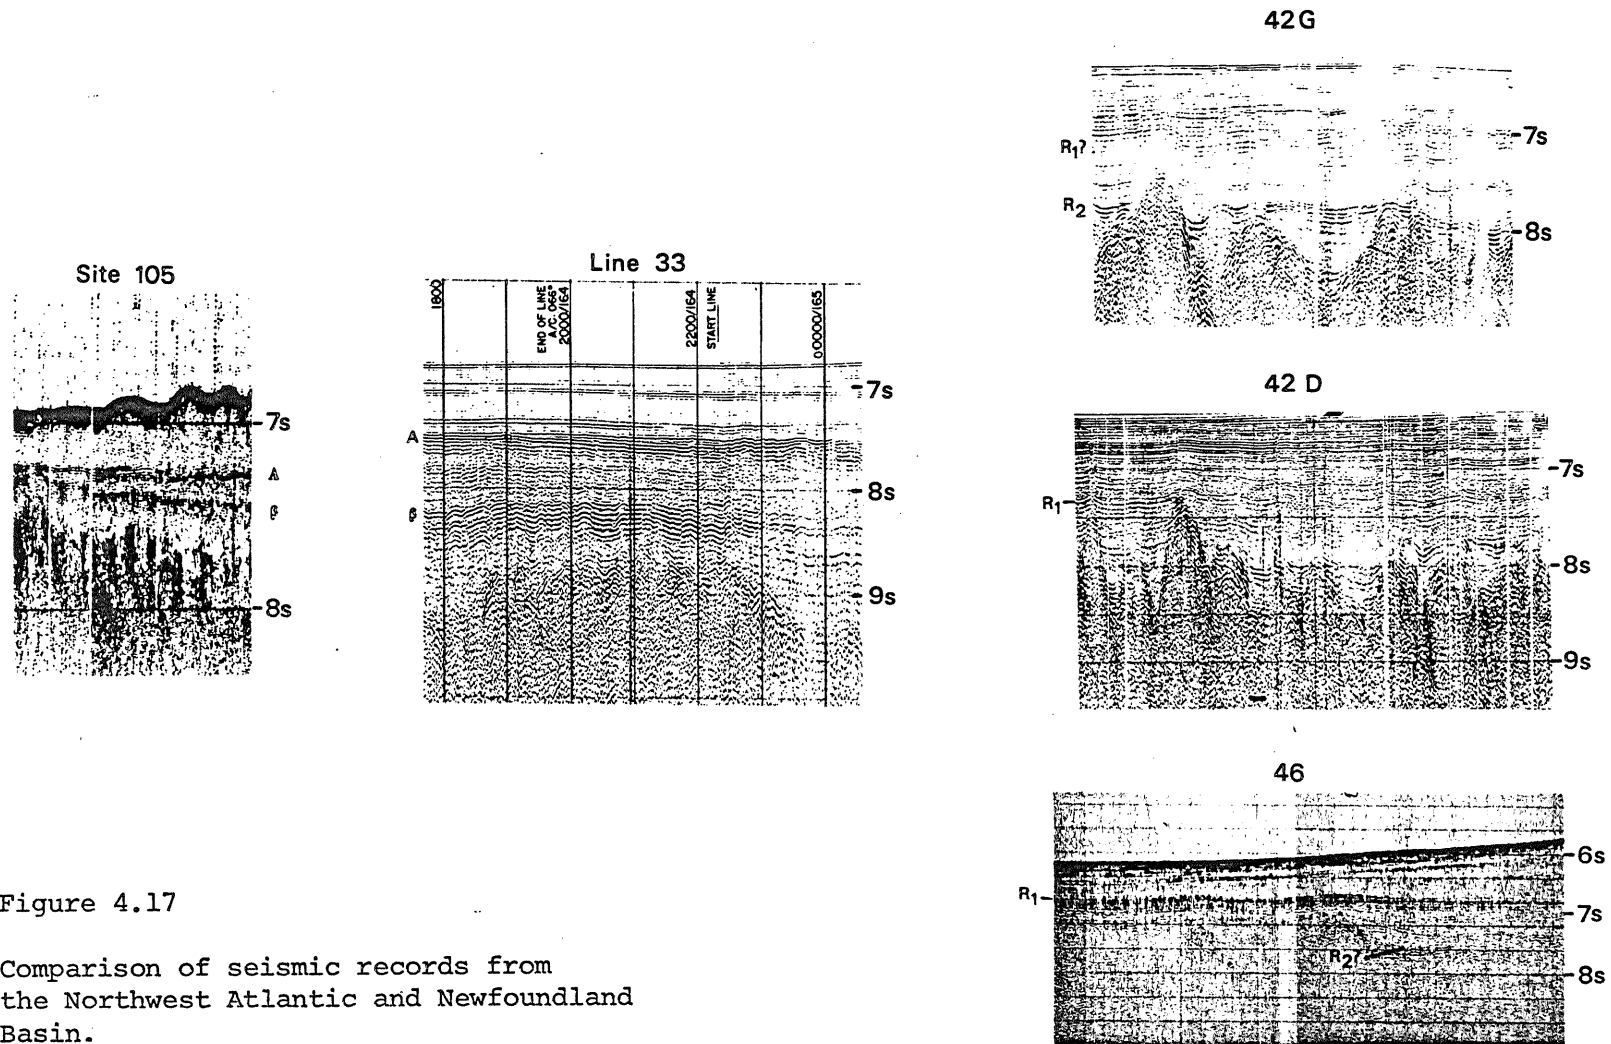 Site 105
7s
A
β
8s
Line 33
1800
END OF LINE
A/C. 066°
2000/164
2200/164
START LINE
00000/165
7s
A
8s
β
9s
42G
R1?
7s
R2
8s
42 D
7s
R1
8s
9s
46
6s
R1
7s
R2?
8s
Figure 4.17
Comparison of seismic records from
the Northwest Atlantic and Newfoundland
Basin.